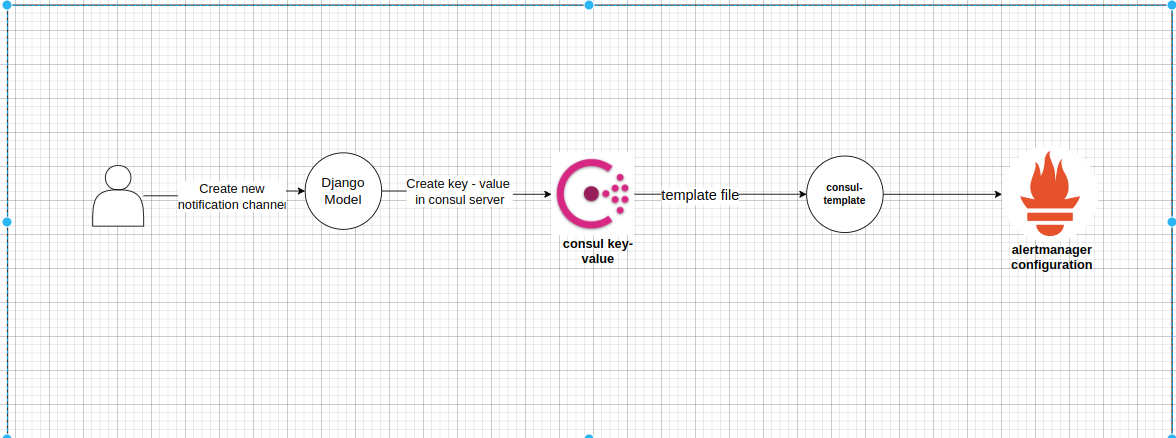 Create new
notification channel
Django
Model
Create key - value
in consul server
consul key-
value
template file
consul-
template
alertmanager
configuration